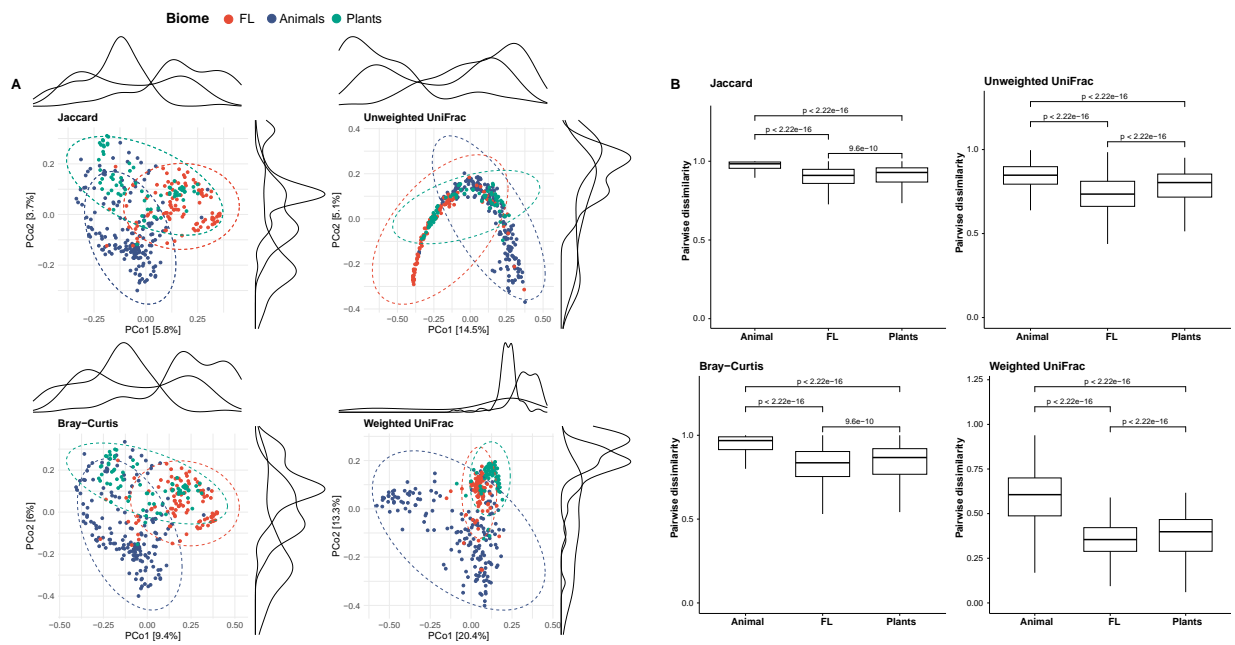 Biome FL Animals Plants
A
Jaccard
0.2
0.0
−0.2
PCo2 [3.7%]
−0.25 0.00 0.25
PCo1 [5.8%]
Unweighted UniFrac
0.4
0.2
0.0
−0.2
−0.4
PCo2 [5.1%]
−0.50 −0.25 0.00 0.25 0.50
PCo1 [14.5%]
Bray−Curtis
0.2
0.0
−0.2
−0.4
PCo2 [6%]
−0.50 −0.25 0.00 0.25 0.50
PCo1 [9.4%]
Weighted UniFrac
0.2
0.0
−0.2
−0.4
PCo2 [13.3%]
−0.50 −0.25 0.00 0.25 0.50
PCo1 [20.4%]
B
Jaccard
p < 2.22e−16
p < 2.22e−16
9.6e−10
1.0
0.5
0.0
Pairwise dissimilarity
Animal FL Plants
Unweighted UniFrac
p < 2.22e−16
p < 2.22e−16
p < 2.22e−16
1.0
0.5
0.0
Pairwise dissimilarity
Animal FL Plants
Bray−Curtis
p < 2.22e−16
p < 2.22e−16
9.6e−10
1.0
0.5
0.0
Pairwise dissimilarity
Animal FL Plants
Weighted UniFrac
1.25
p < 2.22e−16
p < 2.22e−16
p < 2.22e−16
1.00
0.75
0.50
0.25
0.00
Pairwise dissimilarity
Animal FL Plants